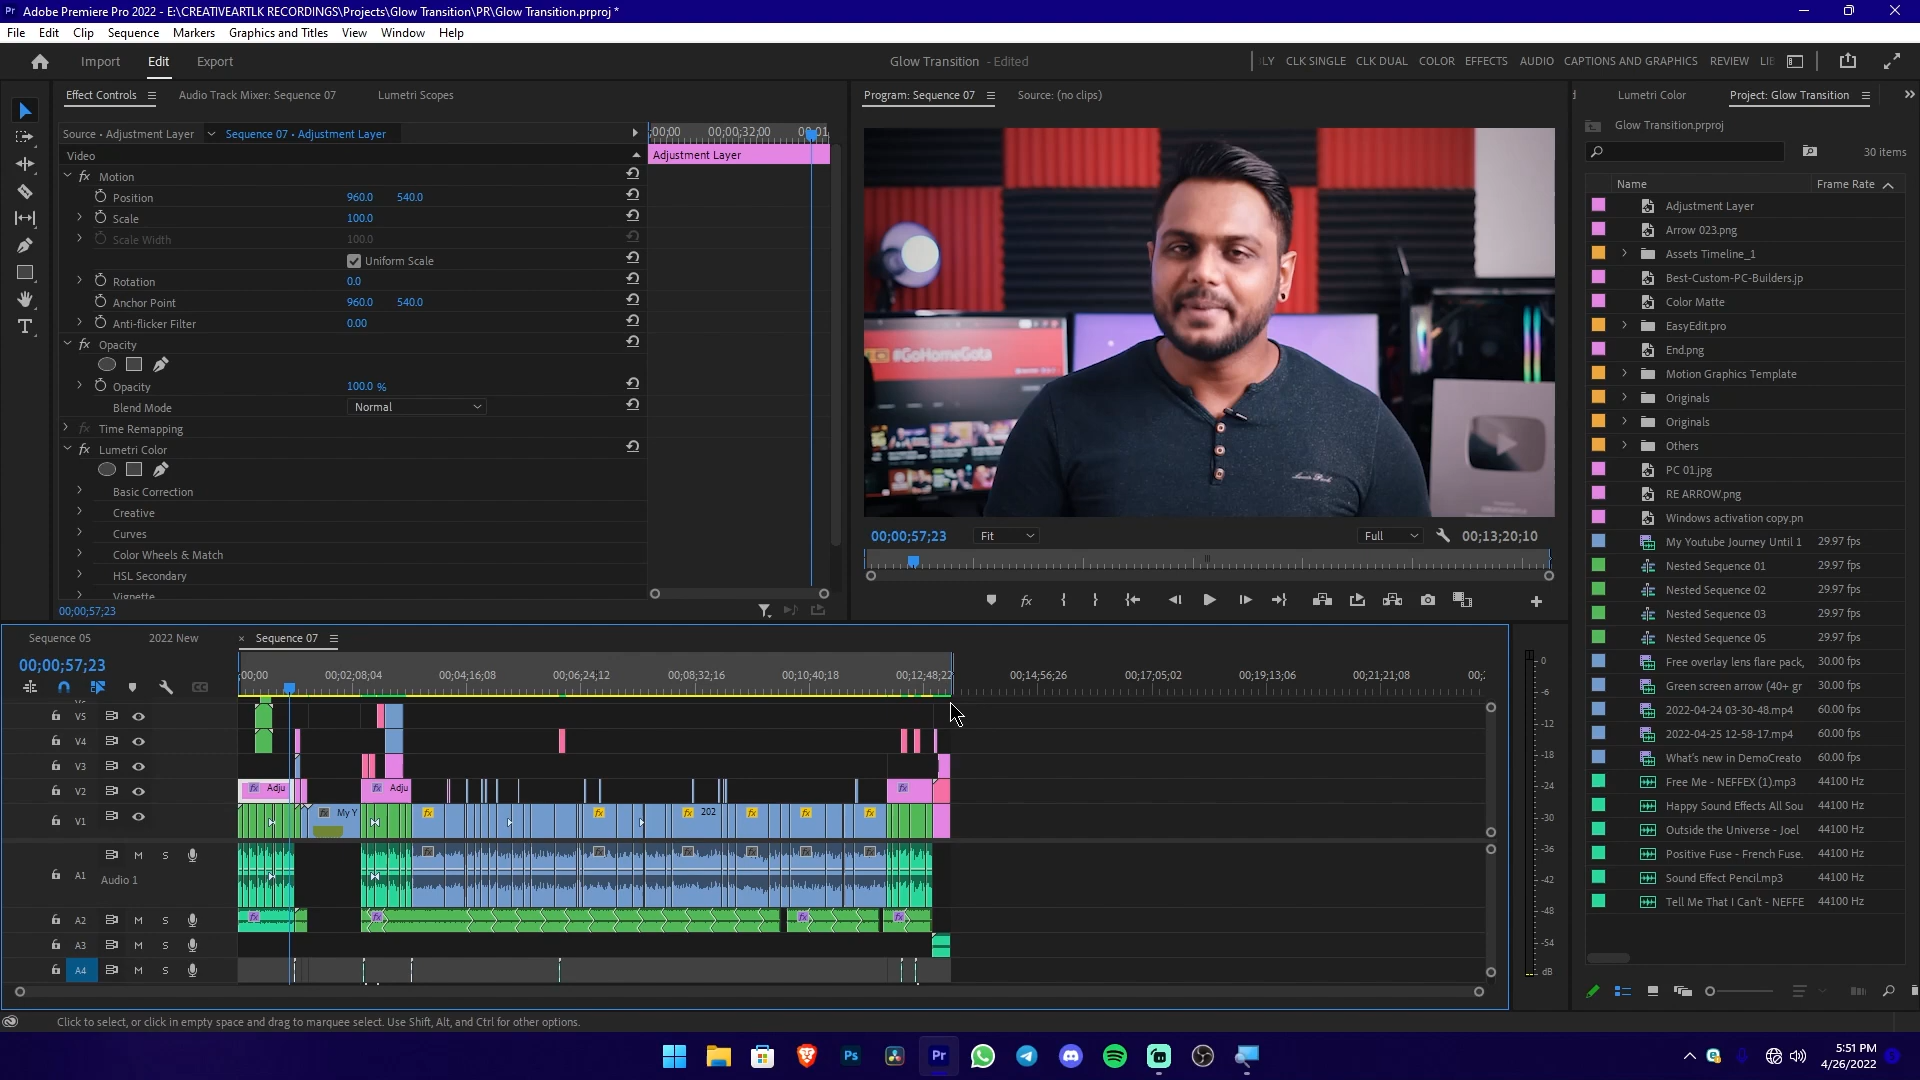 Adobe Premiere Pro 2022 - E:\CREATIVEARTLK RECORDINGS\Projects\Glow Transition\PR\Glow Transition.prproj *
File Edit Clip Sequence Markers Graphics and Titles View Window Help
Import Edit Export
Glow Transition - Edited
ILY CLK SINGLE CLK DUAL COLOR EFFECTS AUDIO CAPTIONS AND GRAPHICS REVIEW LIE
Effect Controls Audio Track Mixer: Sequence 07 Lumetri Scopes
Source • Adjustment Layer Sequence 07 • Adjustment Layer
;00;00 00;00;32;00 00;01
Video
Adjustment Layer
fx Motion
Position 960.0 540.0
Scale 100.0
Scale Width 100.0
Uniform Scale
Rotation 0.0
Anchor Point 960.0 540.0
Anti-flicker Filter 0.00
fx Opacity
Opacity 100.0 %
Blend Mode Normal
fx Time Remapping
fx Lumetri Color
Basic Correction
Creative
Curves
Color Wheels & Match
HSL Secondary
Vignette
00;00;57;23
Program: Sequence 07 Source: (no clips)
#GoHomeGota
00;00;57;23 Fit Full 00;13;20;10
Lumetri Color Project: Glow Transition
Glow Transition.prproj
30 items
Name Frame Rate
Adjustment Layer
Arrow 023.png
Assets Timeline_1
Best-Custom-PC-Builders.jp
Color Matte
EasyEdit.pro
End.png
Motion Graphics Template
Originals
Originals
Others
PC 01.jpg
RE ARROW.png
Windows activation copy.pn
My Youtube Journey Until 1 29.97 fps
Nested Sequence 01 29.97 fps
Nested Sequence 02 29.97 fps
Nested Sequence 03 29.97 fps
Nested Sequence 05 29.97 fps
Free overlay lens flare pack, 30.00 fps
Green screen arrow (40+ gr 30.00 fps
2022-04-24 03-30-48.mp4 60.00 fps
2022-04-25 12-58-17.mp4 60.00 fps
What's new in DemoCreato 60.00 fps
Free Me - NEFFEX (1).mp3 44100 Hz
Happy Sound Effects All Sou 44100 Hz
Outside the Universe - Joel 44100 Hz
Positive Fuse - French Fuse. 44100 Hz
Sound Effect Pencil.mp3 44100 Hz
Tell Me That I Can't - NEFFE 44100 Hz
Sequence 05 2022 New × Sequence 07
00;00;57;23
;00;00 00;02;08;04 00;04;16;08 00;06;24;12 00;08;32;16 00;10;40;18 00;12;48;22 00;14;56;26 00;17;05;02 00;19;13;06 00;21;21;08 00;2
V5
V4
V3
V2 fx Adju fx Adju fx
V1 My Y fx fx fx 202 fx fx fx
M S
A1 Audio 1
A2 M S
A3 M S
A4 M S
0
-6
-12
-18
-24
-30
-36
-42
-48
-54
dB
Click to select, or click in empty space and drag to marquee select. Use Shift, Alt, and Ctrl for other options.
Ps Pr
5:51 PM
4/26/2022